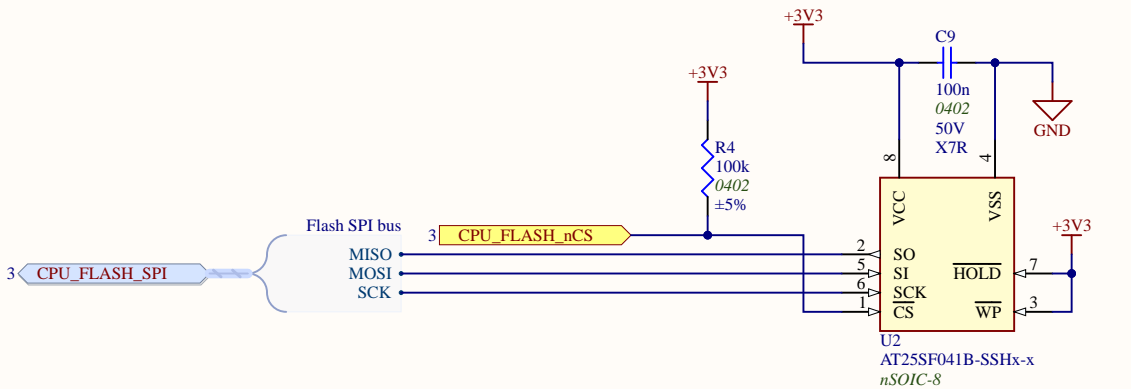 +3V3
C9
100n
0402
50V
X7R
GND
+3V3
R4
100k
0402
±5%
8
4
VCC
VSS
Flash SPI bus
3 CPU_FLASH_nCS
3 CPU_FLASH_SPI
MISO
MOSI
SCK
2 SO
5 SI
6 SCK
1 CS
+3V3
HOLD 7
WP 3
U2
AT25SF041B-SSHx-x
nSOIC-8